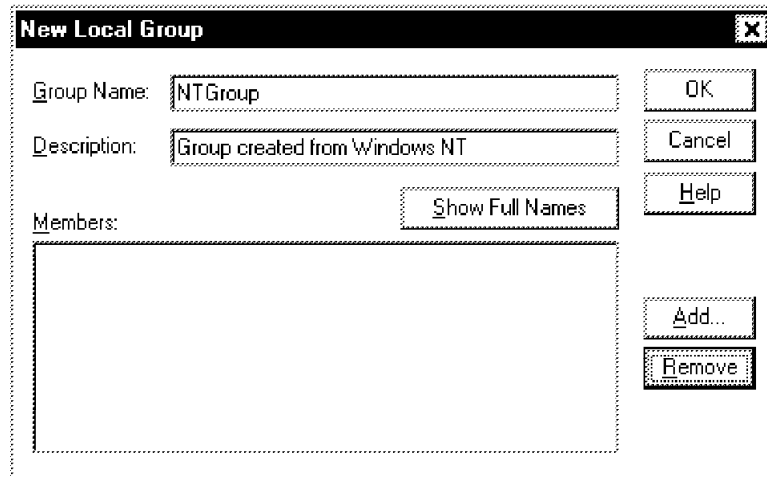 New Local Group
Group Name: NTGroup
OK
Description: Group created from Windows NT
Cancel
Show Full Names
Help
Members:
Add...
Remove